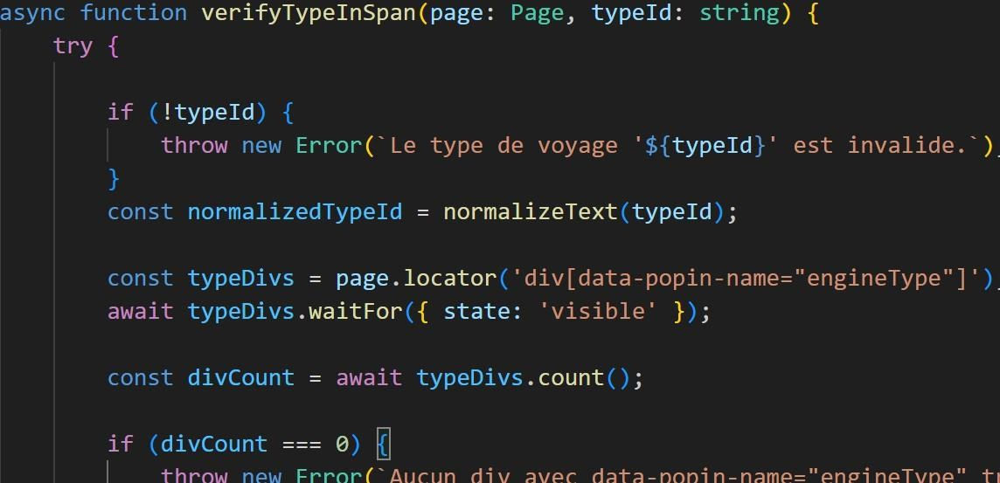 async function verifyTypeInSpan(page: Page, typeId: string) {
try {
if (!typeId) {
throw new Error(`Le type de voyage '${typeId}' est invalide.`)
}
const normalizedTypeId = normalizeText(typeId);
const typeDivs = page.locator('div[data-popin-name="engineType"]')
await typeDivs.waitFor({ state: 'visible' });
const divCount = await typeDivs.count();
if (divCount === 0) {
throw new Error(`Aucun div avec data-popin-name="engineType" t